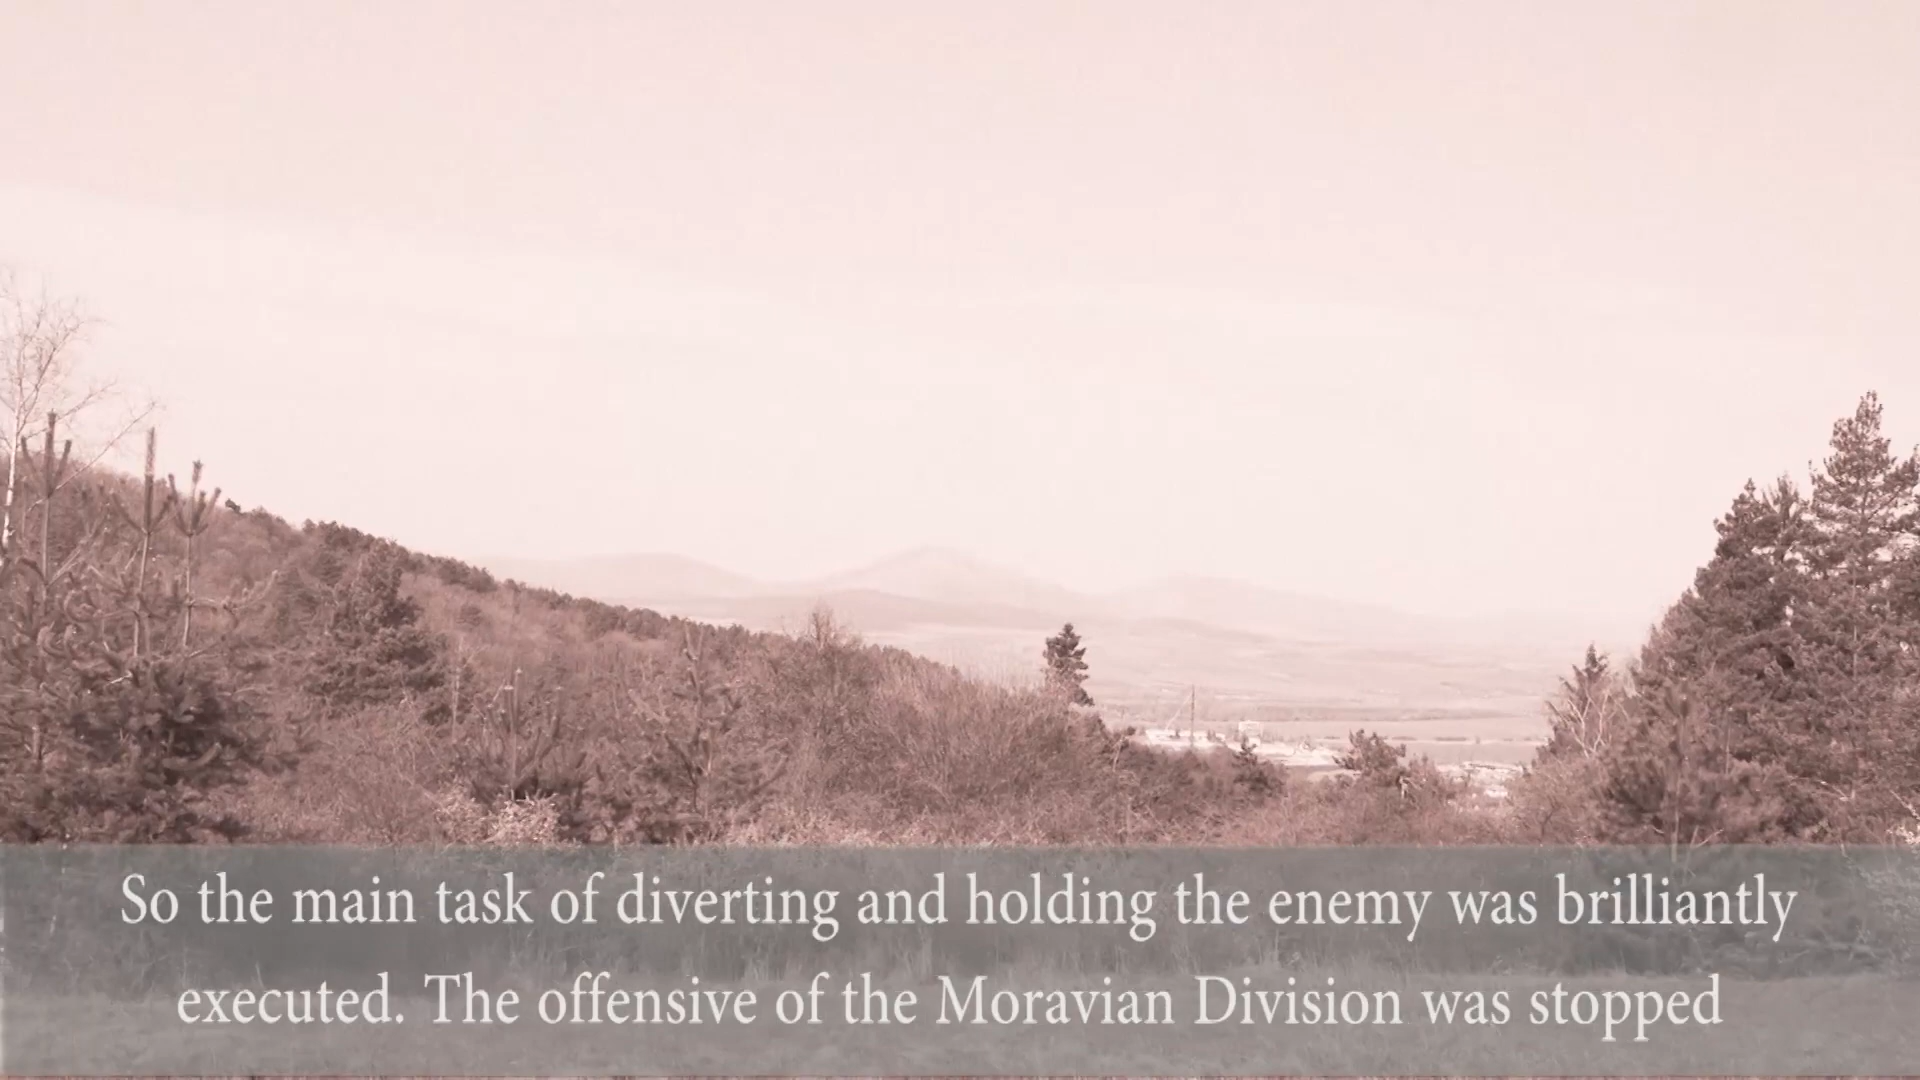 So the main task of diverting and holding the enemy was brilliantly
executed. The offensive of the Moravian Division was stopped